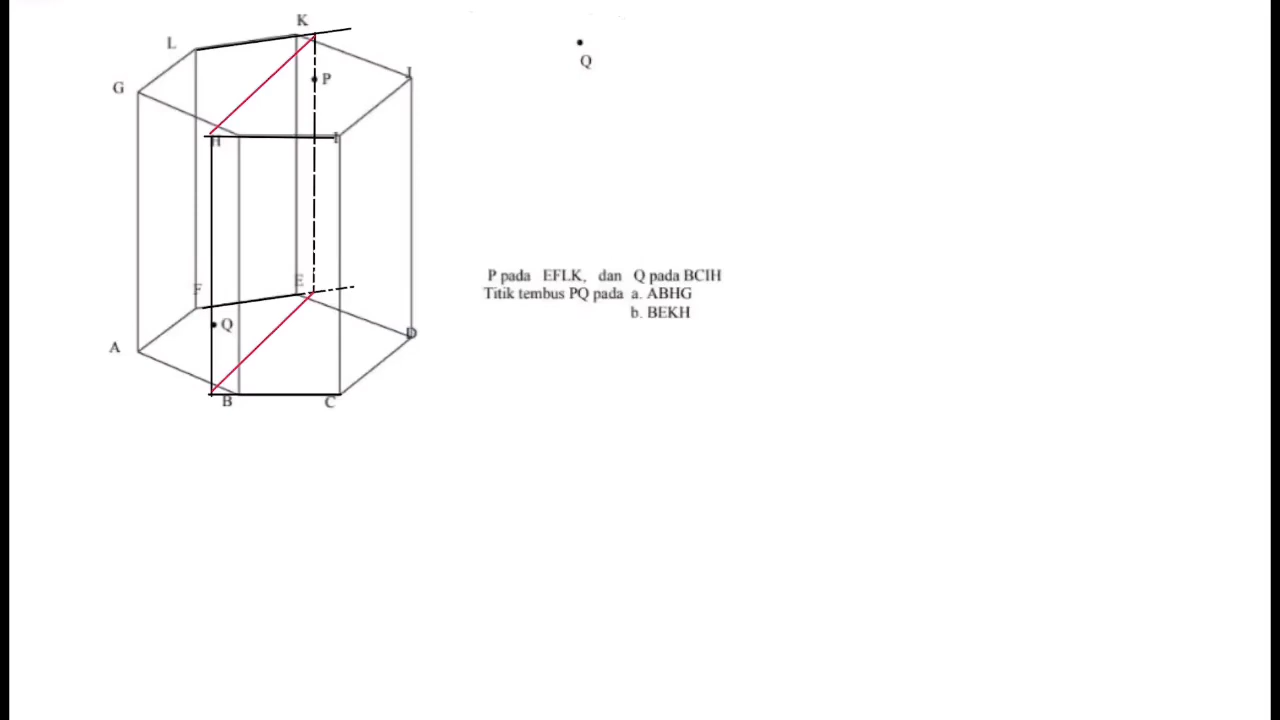 K
L
Q
J
P
G
H I
P pada EFLK, dan Q pada BCIH
Titik tembus PQ pada a. ABHG
b. BEKH
E
F
Q
D
A
B C